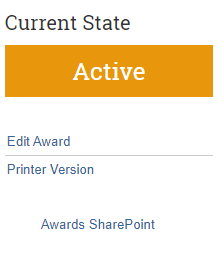 Current State
Active
Edit Award
Printer Version
Awards SharePoint